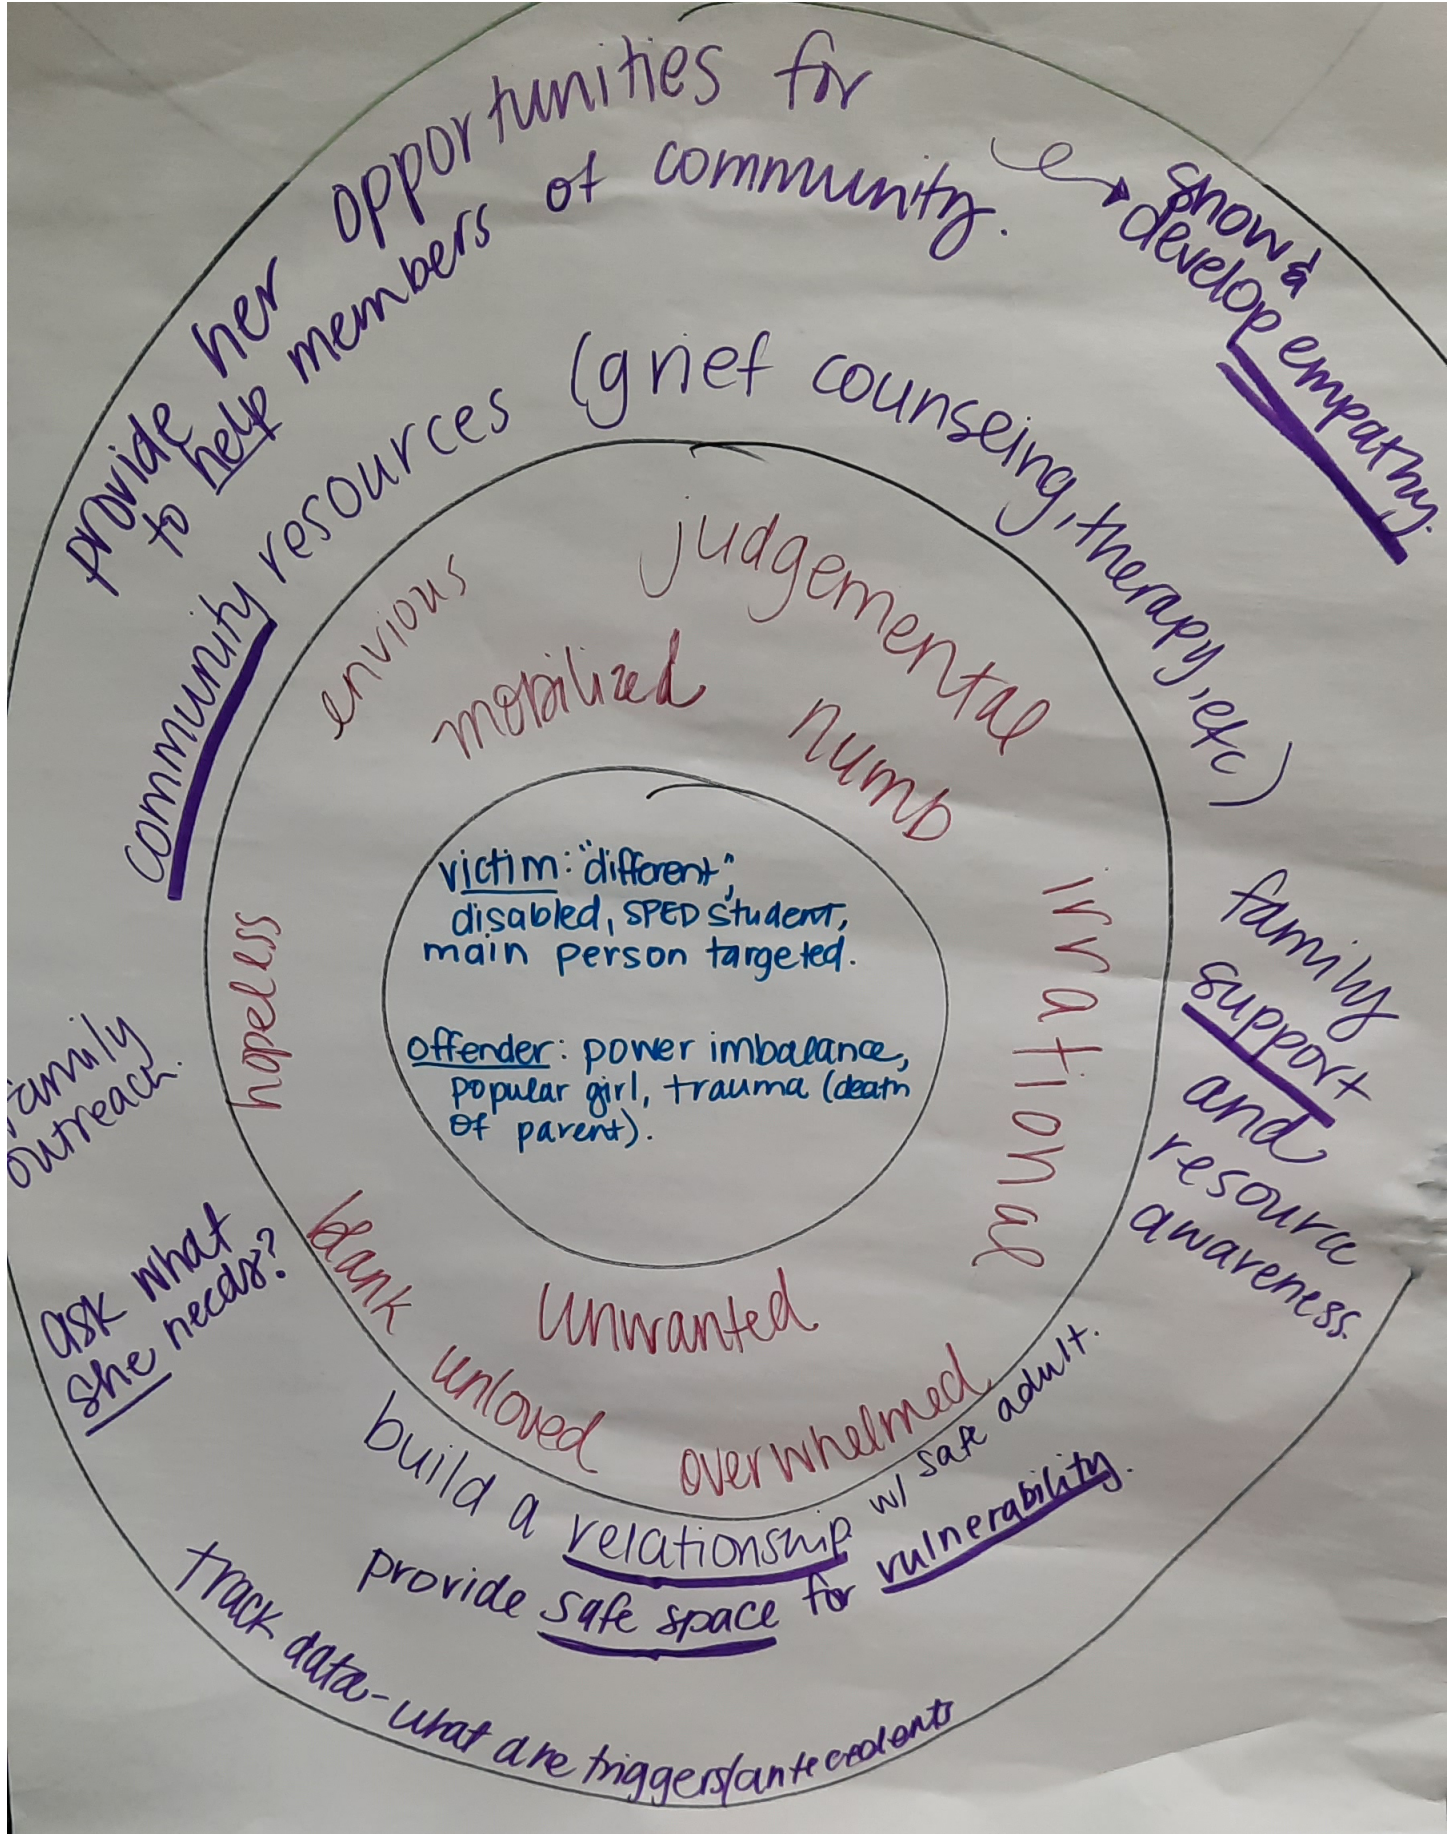 provide her opportunities for
to help members of community.
show &
develop empathy.
community resources (grief counseing, therapy, etc)
envious
judgemental
mobilized
numb
irrational
hopeless
victim: "different",
disabled, SPED student,
main person targeted.
offender: power imbalance,
popular girl, trauma (death
of parent).
family
support
and
resource
awareness.
family
outreach.
ask what
she needs?
blank
unwanted
unloved
overwhelmed
build a relationship w/ safe adult.
provide safe space for vulnerability.
track data - what are triggers/antecedents